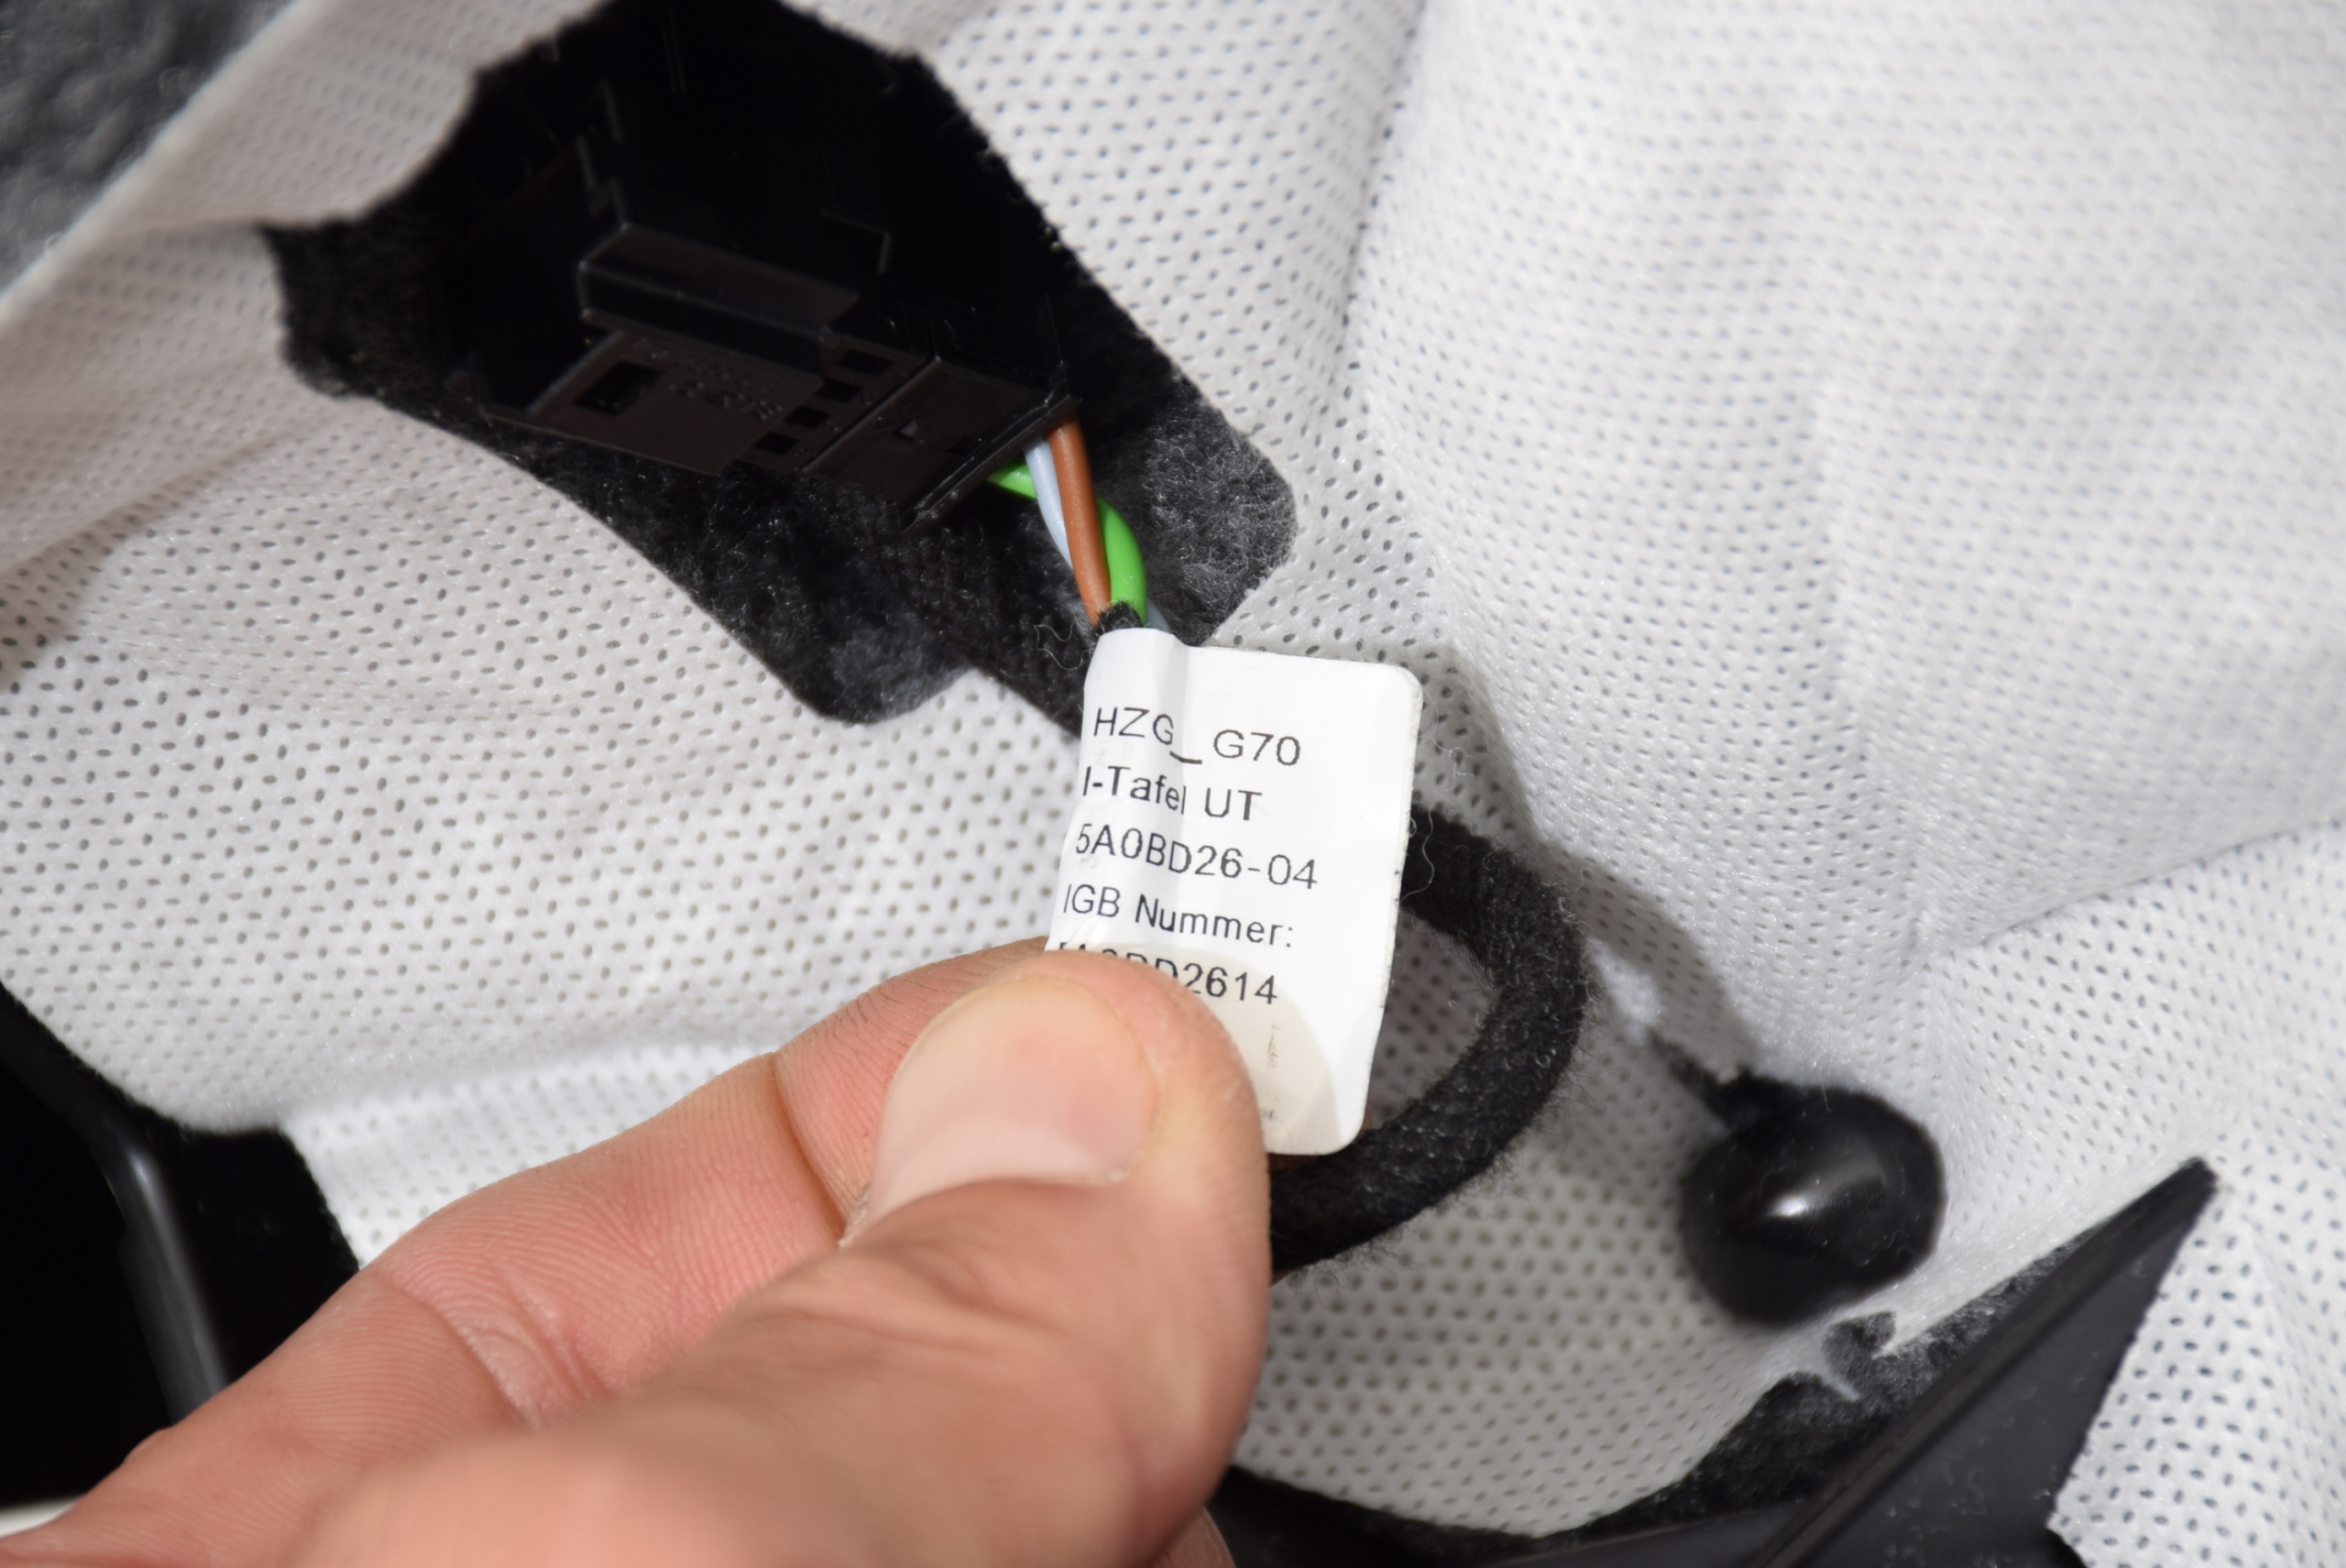 HZG_G70
I-Tafel UT
5A0BD26-04
IGB Nummer: